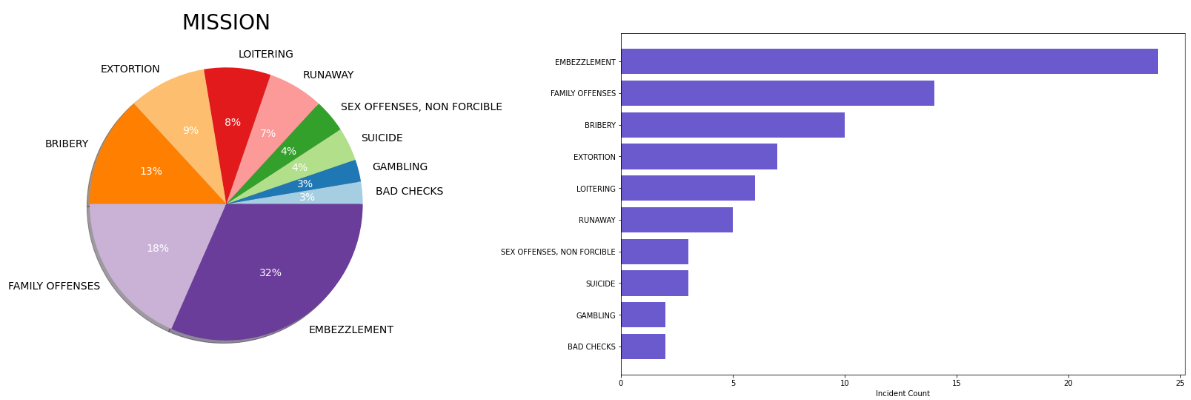 MISSION
LOITERING
EXTORTION
RUNAWAY
SEX OFFENSES, NON FORCIBLE
BRIBERY
SUICIDE
GAMBLING
BAD CHECKS
FAMILY OFFENSES
EMBEZZLEMENT
9%
8%
7%
4%
4%
3%
3%
13%
18%
32%
EMBEZZLEMENT
FAMILY OFFENSES
BRIBERY
EXTORTION
LOITERING
RUNAWAY
SEX OFFENSES, NON FORCIBLE
SUICIDE
GAMBLING
BAD CHECKS
0 5 10 15 20 25
Incident Count